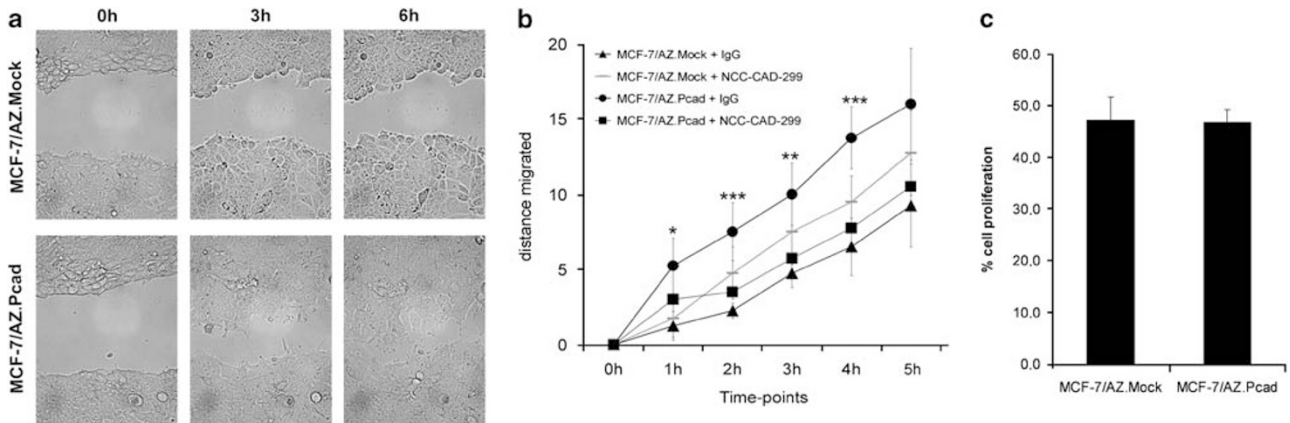 a
0h 3h 6h
MCF-7/AZ.Mock
MCF-7/AZ.Pcad
b
20
15
10
5
0
distance migrated
MCF-7/AZ.Mock + IgG
MCF-7/AZ.Mock + NCC-CAD-299
MCF-7/AZ.Pcad + IgG
MCF-7/AZ.Pcad + NCC-CAD-299
*
***
**
***
0h 1h 2h 3h 4h 5h
Time-points
c
60.0
50.0
40.0
30.0
20.0
10.0
0.0
% cell proliferation
MCF-7/AZ.Mock MCF-7/AZ.Pcad